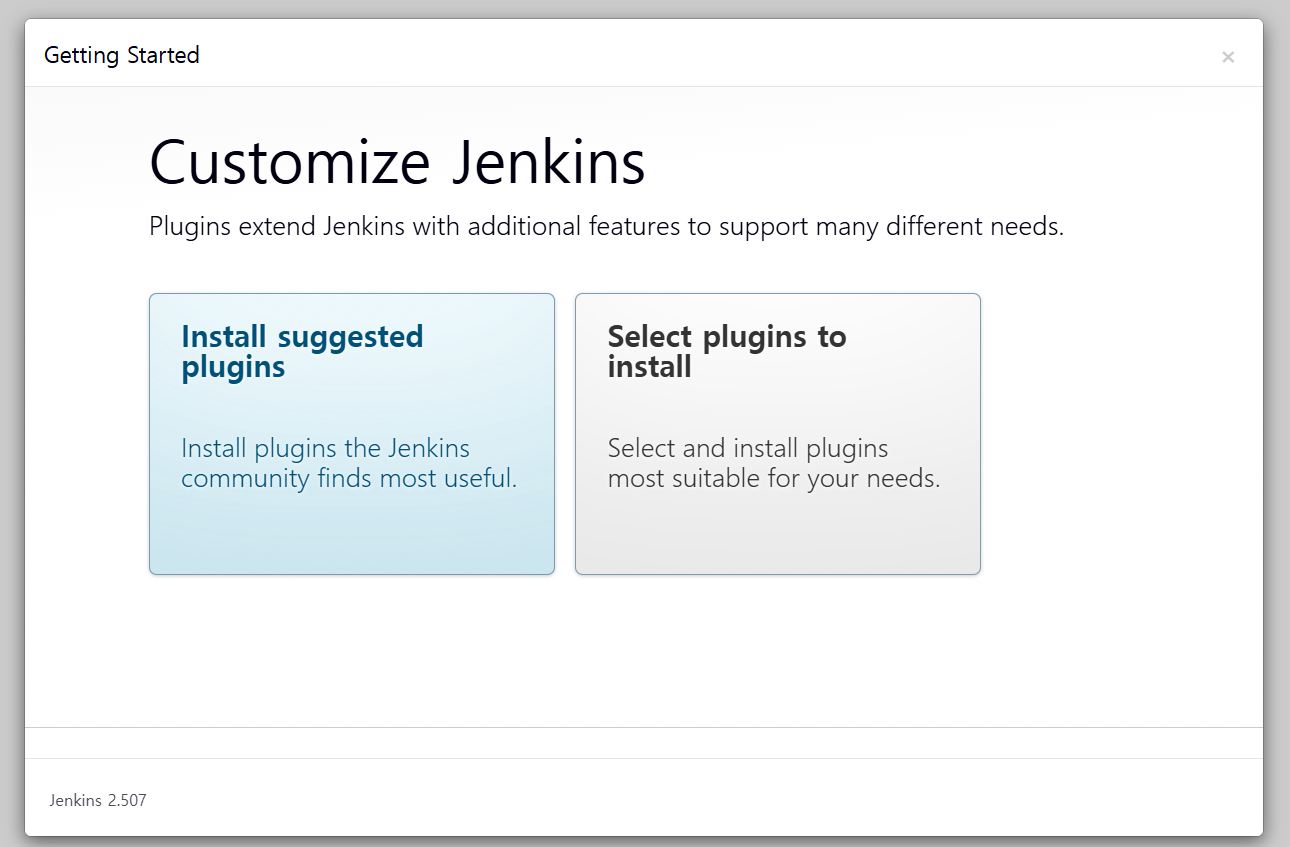 Getting Started
×
Customize Jenkins
Plugins extend Jenkins with additional features to support many different needs.
Install suggested
plugins
Install plugins the Jenkins
community finds most useful.
Select plugins to
install
Select and install plugins
most suitable for your needs.
Jenkins 2.507